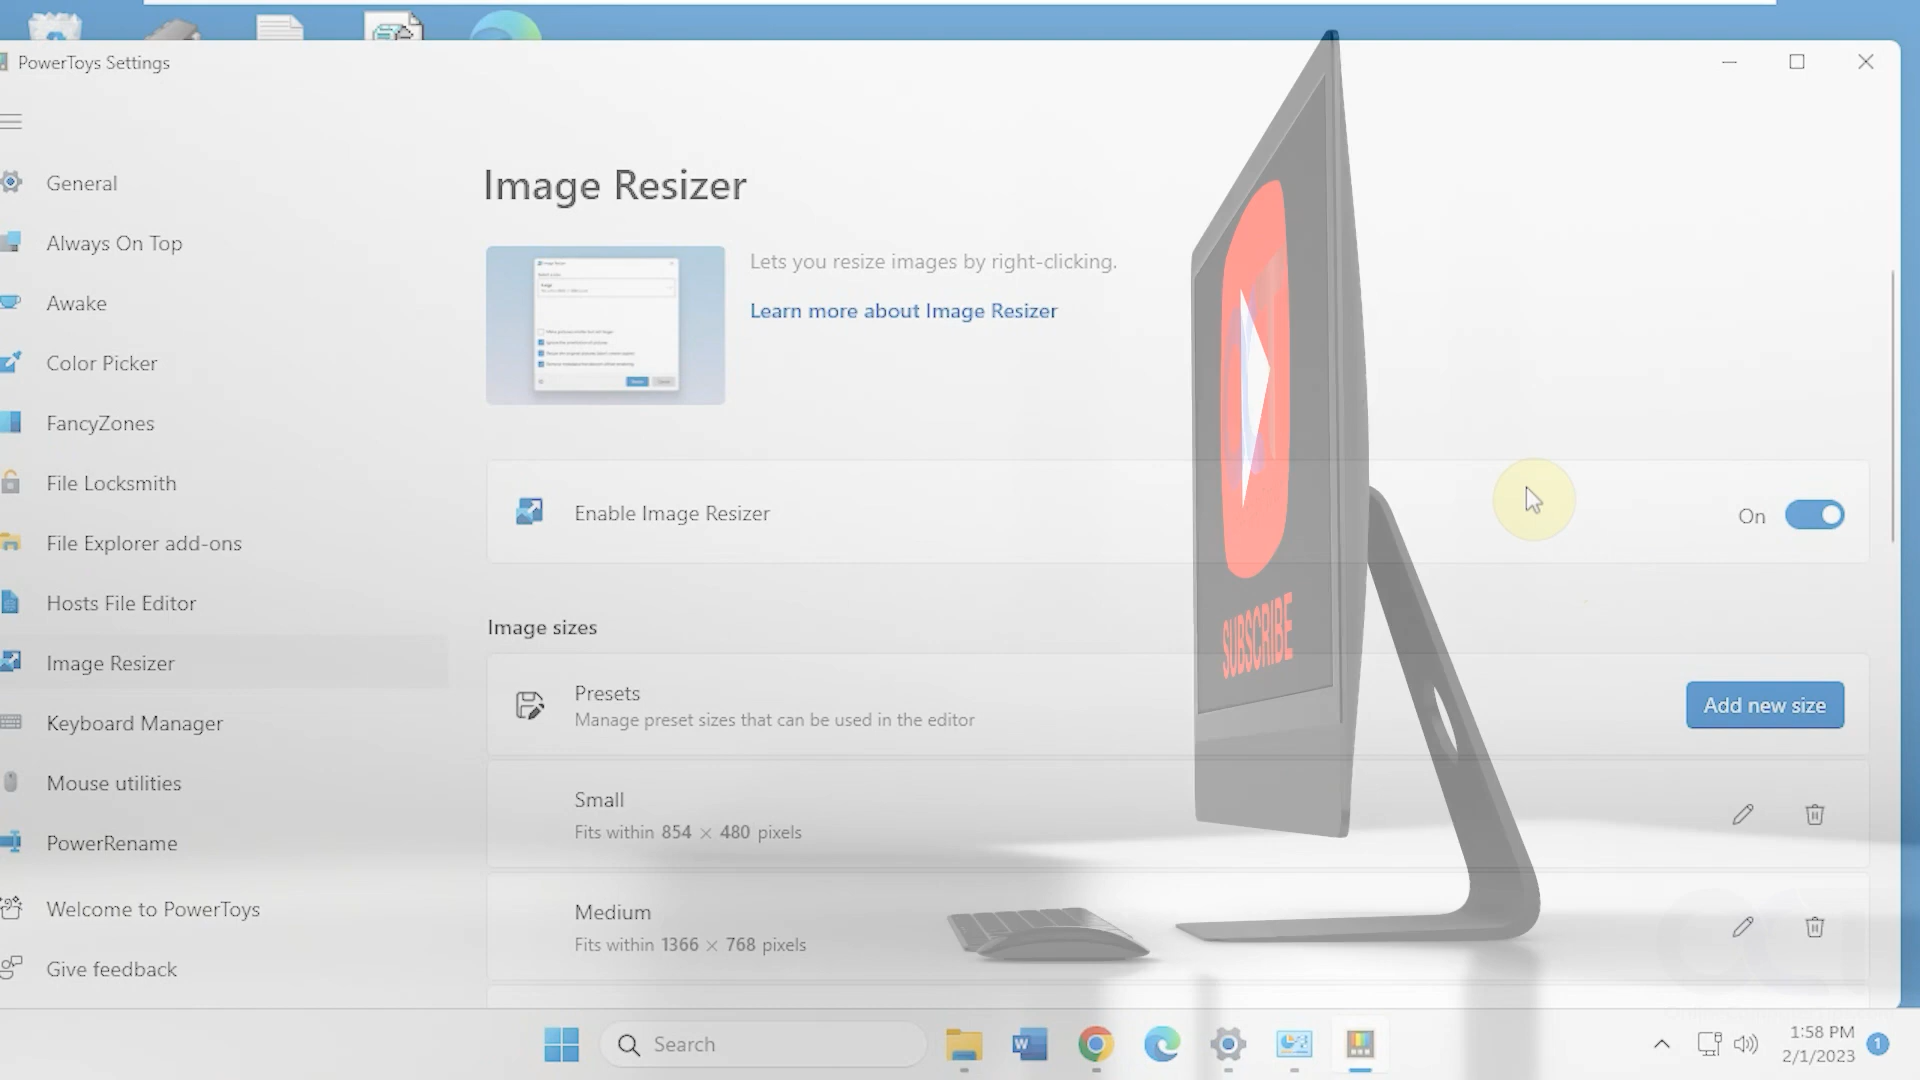 PowerToys Settings
General
Always On Top
Awake
Color Picker
FancyZones
File Locksmith
File Explorer add-ons
Hosts File Editor
Image Resizer
Keyboard Manager
Mouse utilities
PowerRename
Welcome to PowerToys
Give feedback
Image Resizer
Lets you resize images by right-clicking.
Learn more about Image Resizer
Enable Image Resizer
On
Image sizes
Presets
Manage preset sizes that can be used in the editor
Add new size
Small
Fits within 854 × 480 pixels
Medium
Fits within 1366 × 768 pixels
SUBSCRIBE
Search
1:58 PM
2/1/2023
1